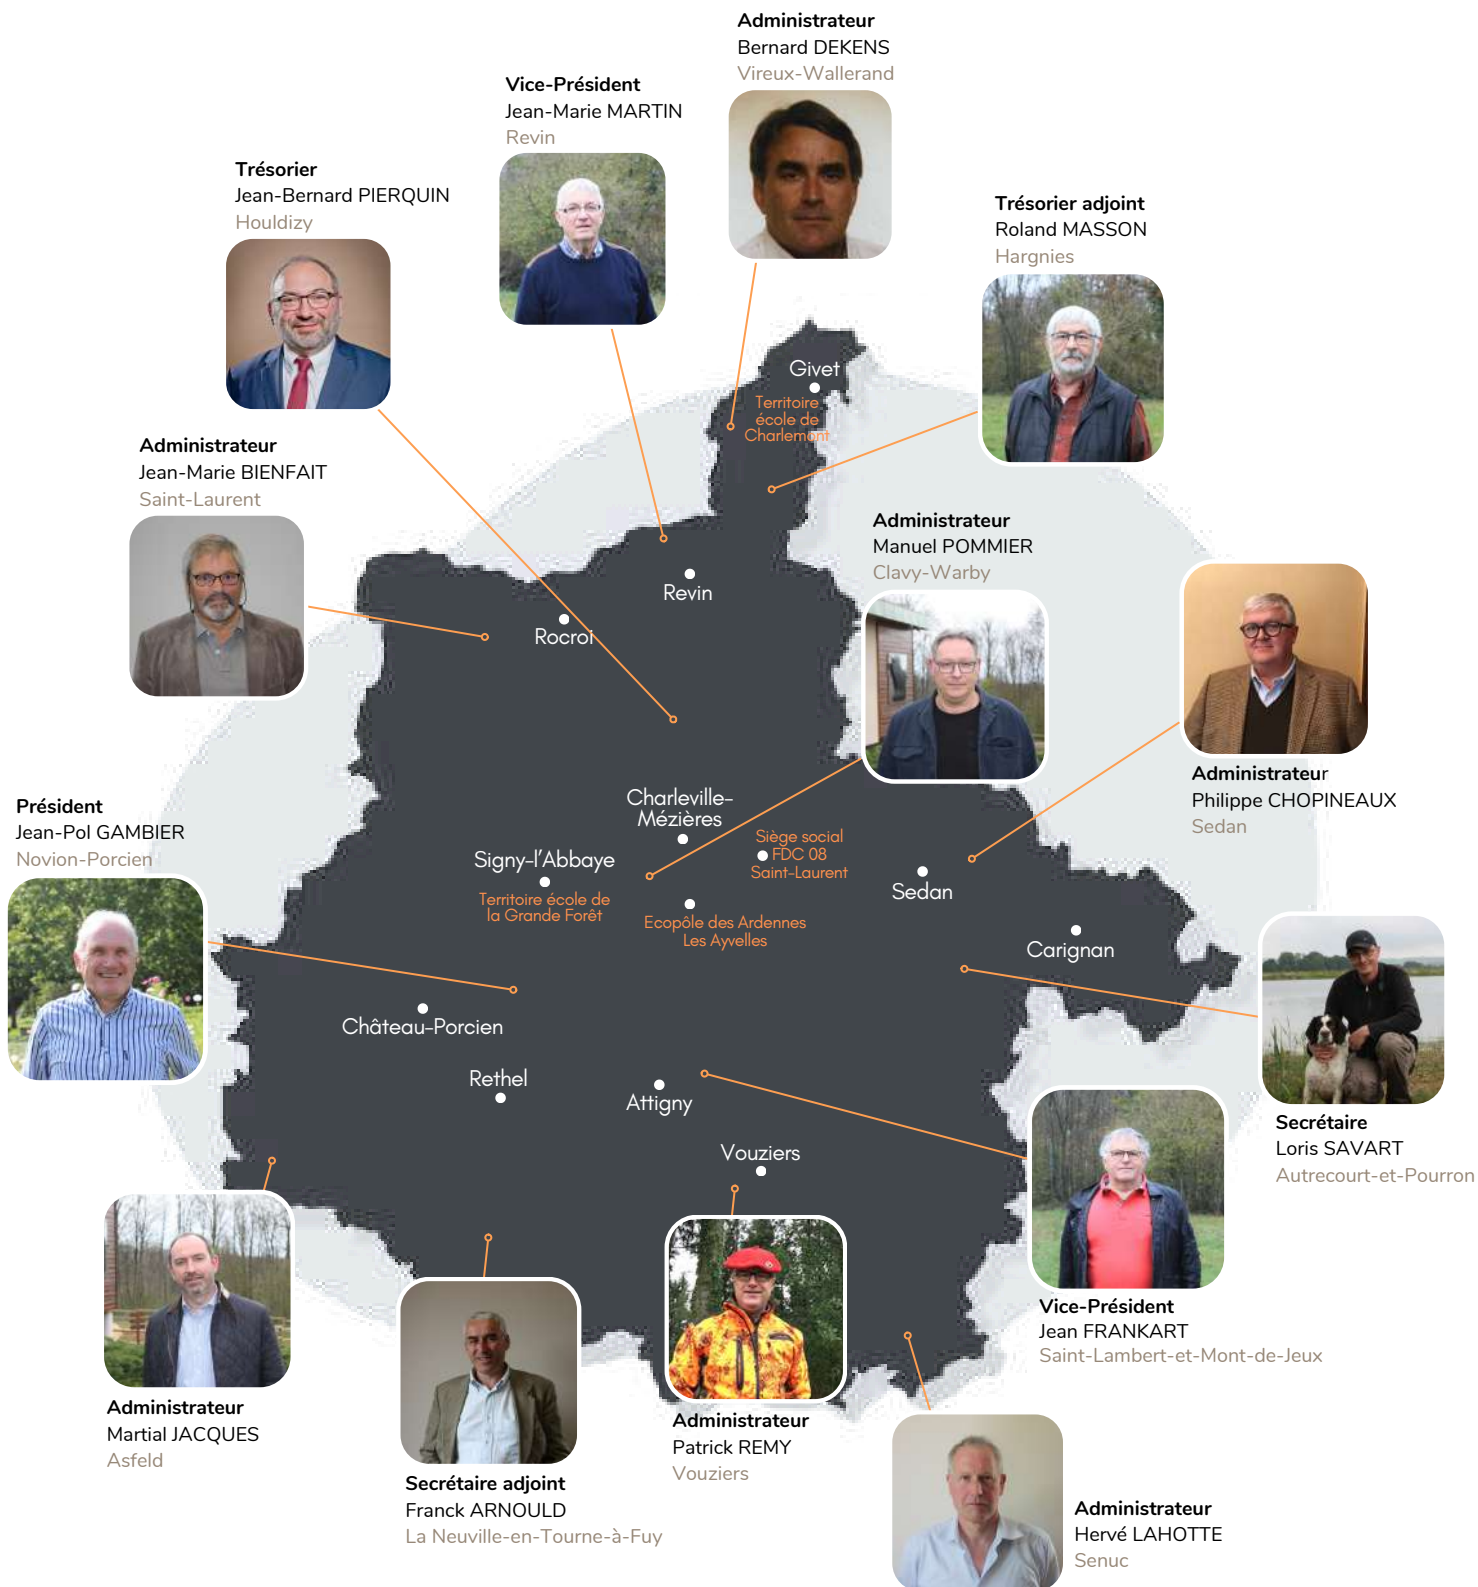 Administrateur
Bernard DEKENS
Vireux-Wallerand
Vice-Président
Jean-Marie MARTIN
Revin
Trésorier
Jean-Bernard PIERQUIN
Houldizy
Trésorier adjoint
Roland MASSON
Hargnies
Givet
Territoire
école de
Charlemont
Administrateur
Jean-Marie BIENFAIT
Saint-Laurent
Administrateur
Manuel POMMIER
Clavy-Warby
Revin
Rocroi
Administrateur
Philippe CHOPINEAUX
Sedan
Président
Jean-Pol GAMBIER
Novion-Porcien
Charleville-
Mézières
Siège social
FDC 08
Saint-Laurent
Signy-l'Abbaye
Territoire école de
la Grande Forêt
Sedan
Ecopôle des Ardennes
Les Ayvelles
Carignan
Château-Porcien
Rethel
Attigny
Vouziers
Secrétaire
Loris SAVART
Autrecourt-et-Pourron
Vice-Président
Jean FRANKART
Saint-Lambert-et-Mont-de-Jeux
Administrateur
Martial JACQUES
Asfeld
Secrétaire adjoint
Franck ARNOULD
La Neuville-en-Tourne-à-Fuy
Administrateur
Patrick REMY
Vouziers
Administrateur
Hervé LAHOTTE
Senuc